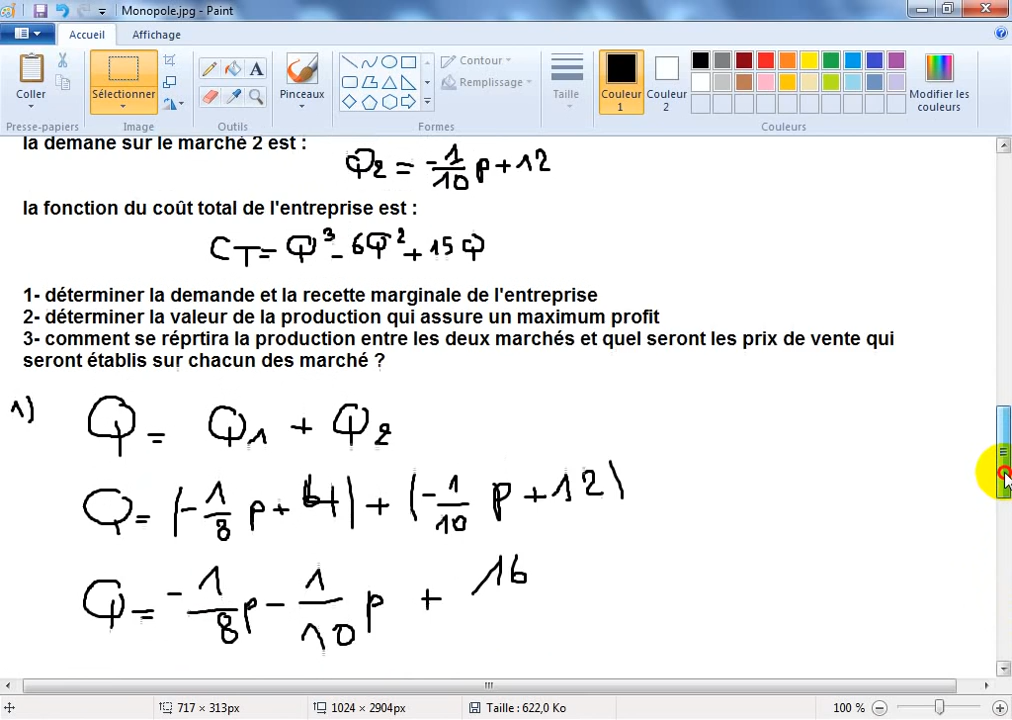 Monopole.jpg - Paint
Accueil
Affichage
Coller
Sélectionner
Pinceaux
Contour
Remplissage
Taille
Couleur 1
Couleur 2
Modifier les couleurs
Presse-papiers
Image
Outils
Formes
Couleurs
la demane sur le marché 2 est :
Q2 = -1/10 p + 12
la fonction du coût total de l'entreprise est :
CT = Q³ - 6Q² + 15Q
1- déterminer la demande et la recette marginale de l'entreprise
2- déterminer la valeur de la production qui assure un maximum profit
3- comment se réprtira la production entre les deux marchés et quel seront les prix de vente qui
seront établis sur chacun des marché ?
1) Q = Q1 + Q2
Q = (-1/8 p + 4) + (-1/10 p + 12)
Q = -1/8 p - 1/10 p + 16
717 × 313px
1024 × 2904px
Taille : 622,0 Ko
100 %